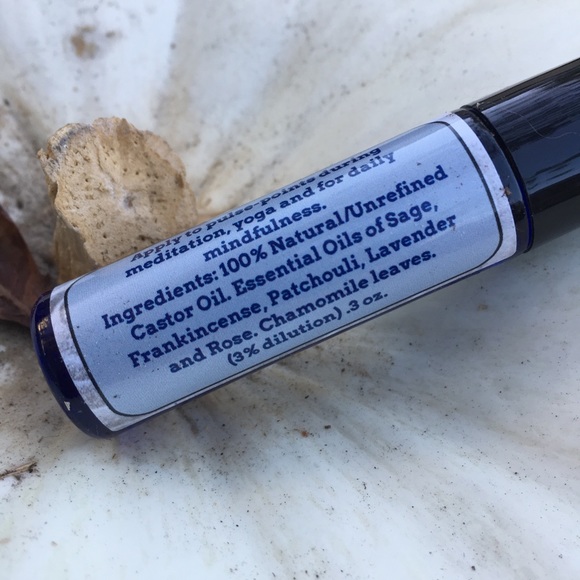 Apply to pulse-points during
meditation, yoga and for daily
mindfulness.
Ingredients: 100% Natural/Unrefined
Castor Oil. Essential Oils of Sage,
Frankincense, Patchouli, Lavender
and Rose. Chamomile leaves.
(3% dilution) .3 oz.